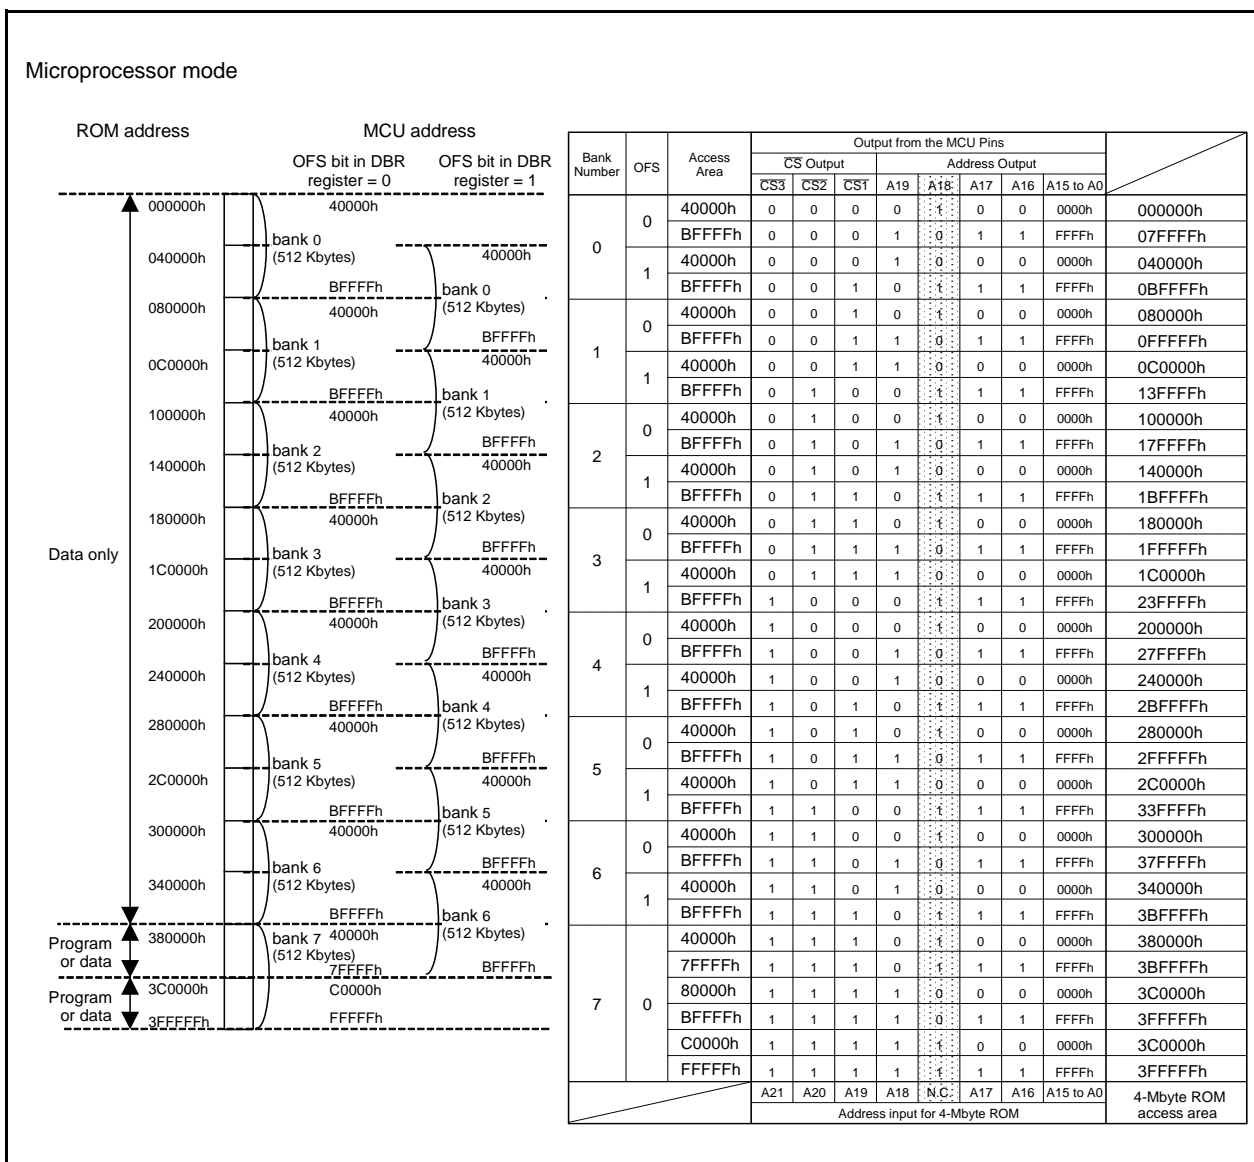 Microprocessor mode
ROM address
MCU address
OFS bit in DBR register = 0
OFS bit in DBR register = 1
000000h 40000h
bank 0 (512 Kbytes)
040000h 40000h
BFFFFh bank 0 (512 Kbytes)
080000h 40000h
bank 1 (512 Kbytes) BFFFFh
0C0000h 40000h
BFFFFh bank 1 (512 Kbytes)
100000h 40000h
bank 2 (512 Kbytes) BFFFFh
140000h 40000h
BFFFFh bank 2 (512 Kbytes)
180000h 40000h
Data only bank 3 (512 Kbytes) BFFFFh
1C0000h 40000h
BFFFFh bank 3 (512 Kbytes)
200000h 40000h
bank 4 (512 Kbytes) BFFFFh
240000h 40000h
BFFFFh bank 4 (512 Kbytes)
280000h 40000h
bank 5 (512 Kbytes) BFFFFh
2C0000h 40000h
BFFFFh bank 5 (512 Kbytes)
300000h 40000h
bank 6 (512 Kbytes) BFFFFh
340000h 40000h
BFFFFh bank 6 (512 Kbytes)
Program or data 380000h bank 7 (512 Kbytes) 40000h
7FFFFh BFFFFh
Program or data 3C0000h C0000h
3FFFFFh FFFFFh
Bank Number OFS Access Area Output from the MCU Pins
CS Output Address Output
CS3 CS2 CS1 A19 A18 A17 A16 A15 to A0
0 0 40000h 0 0 0 0 1 0 0 0000h 000000h
BFFFFh 0 0 0 1 0 1 1 FFFFh 07FFFFh
1 40000h 0 0 0 1 0 0 0 0000h 040000h
BFFFFh 0 0 1 0 1 1 1 FFFFh 0BFFFFh
1 0 40000h 0 0 1 0 1 0 0 0000h 080000h
BFFFFh 0 0 1 1 0 1 1 FFFFh 0FFFFFh
1 40000h 0 0 1 1 0 0 0 0000h 0C0000h
BFFFFh 0 1 0 0 1 1 1 FFFFh 13FFFFh
2 0 40000h 0 1 0 0 1 0 0 0000h 100000h
BFFFFh 0 1 0 1 0 1 1 FFFFh 17FFFFh
1 40000h 0 1 0 1 0 0 0 0000h 140000h
BFFFFh 0 1 1 0 1 1 1 FFFFh 1BFFFFh
3 0 40000h 0 1 1 0 1 0 0 0000h 180000h
BFFFFh 0 1 1 1 0 1 1 FFFFh 1FFFFFh
1 40000h 0 1 1 1 0 0 0 0000h 1C0000h
BFFFFh 1 0 0 0 1 1 1 FFFFh 23FFFFh
4 0 40000h 1 0 0 0 1 0 0 0000h 200000h
BFFFFh 1 0 0 1 0 1 1 FFFFh 27FFFFh
1 40000h 1 0 0 1 0 0 0 0000h 240000h
BFFFFh 1 0 1 0 1 1 1 FFFFh 2BFFFFh
5 0 40000h 1 0 1 0 1 0 0 0000h 280000h
BFFFFh 1 0 1 1 0 1 1 FFFFh 2FFFFFh
1 40000h 1 0 1 1 0 0 0 0000h 2C0000h
BFFFFh 1 1 0 0 1 1 1 FFFFh 33FFFFh
6 0 40000h 1 1 0 0 1 0 0 0000h 300000h
BFFFFh 1 1 0 1 0 1 1 FFFFh 37FFFFh
1 40000h 1 1 0 1 0 0 0 0000h 340000h
BFFFFh 1 1 1 0 1 1 1 FFFFh 3BFFFFh
7 0 40000h 1 1 1 0 1 0 0 0000h 380000h
7FFFFh 1 1 1 0 1 1 1 FFFFh 3BFFFFh
80000h 1 1 1 1 0 0 0 0000h 3C0000h
BFFFFh 1 1 1 1 0 1 1 FFFFh 3FFFFFh
C0000h 1 1 1 1 1 0 0 0000h 3C0000h
FFFFFh 1 1 1 1 1 1 1 FFFFh 3FFFFFh
A21 A20 A19 A18 N.C. A17 A16 A15 to A0 4-Mbyte ROM access area
Address input for 4-Mbyte ROM